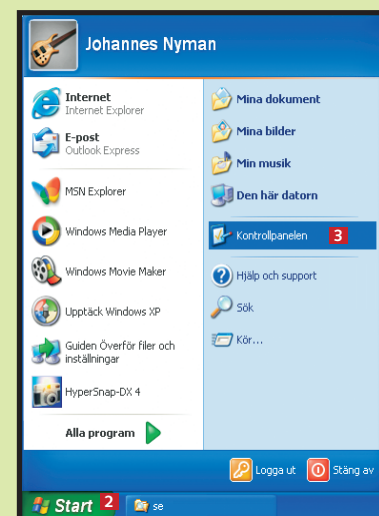 Johannes Nyman
Internet
Internet Explorer
E-post
Outlook Express
MSN Explorer
Windows Media Player
Windows Movie Maker
Upptäck Windows XP
Guiden Överför filer och
inställningar
HyperSnap-DX 4
Alla program
Mina dokument
Mina bilder
Min musik
Den här datorn
Kontrollpanelen 3
Hjälp och support
Sök
Kör...
Logga ut Stäng av
Start 2 se